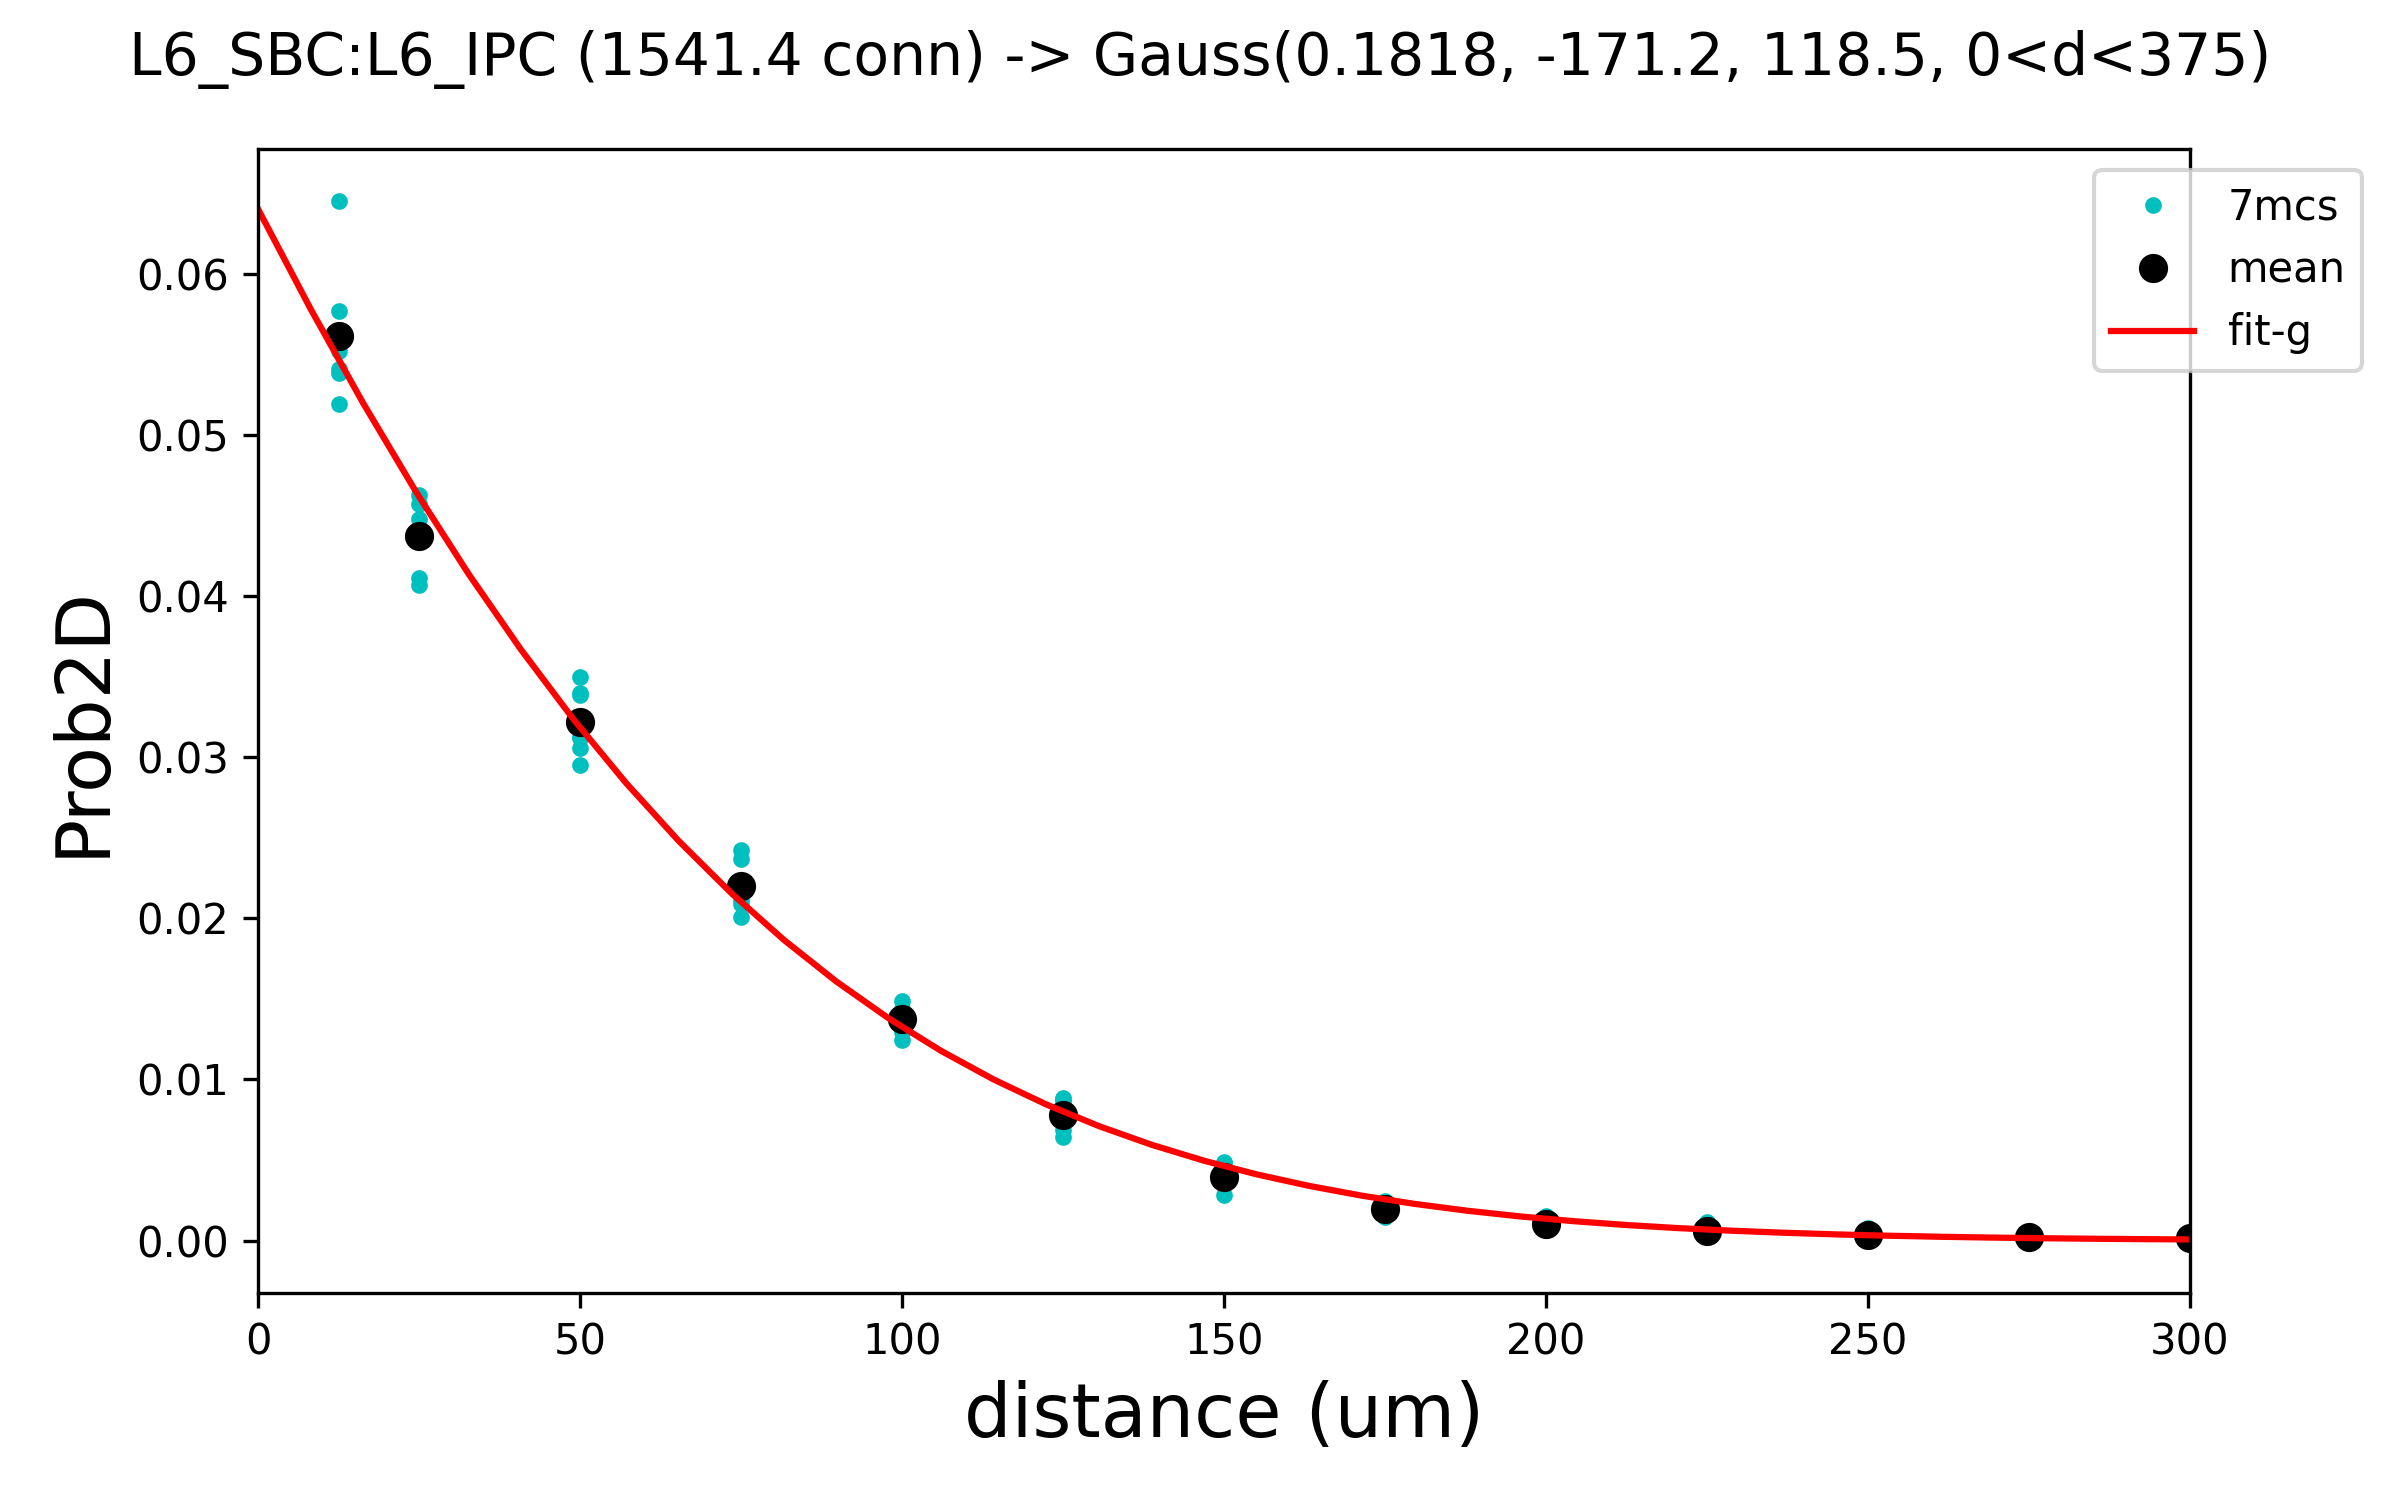 L6_SBC:L6_IPC (1541.4 conn) -> Gauss(0.1818, -171.2, 118.5, 0<d<375)
7mcs
mean
fit-g
0.06
0.05
0.04
0.03
0.02
0.01
0.00
Prob2D
0 50 100 150 200 250 300
distance (um)